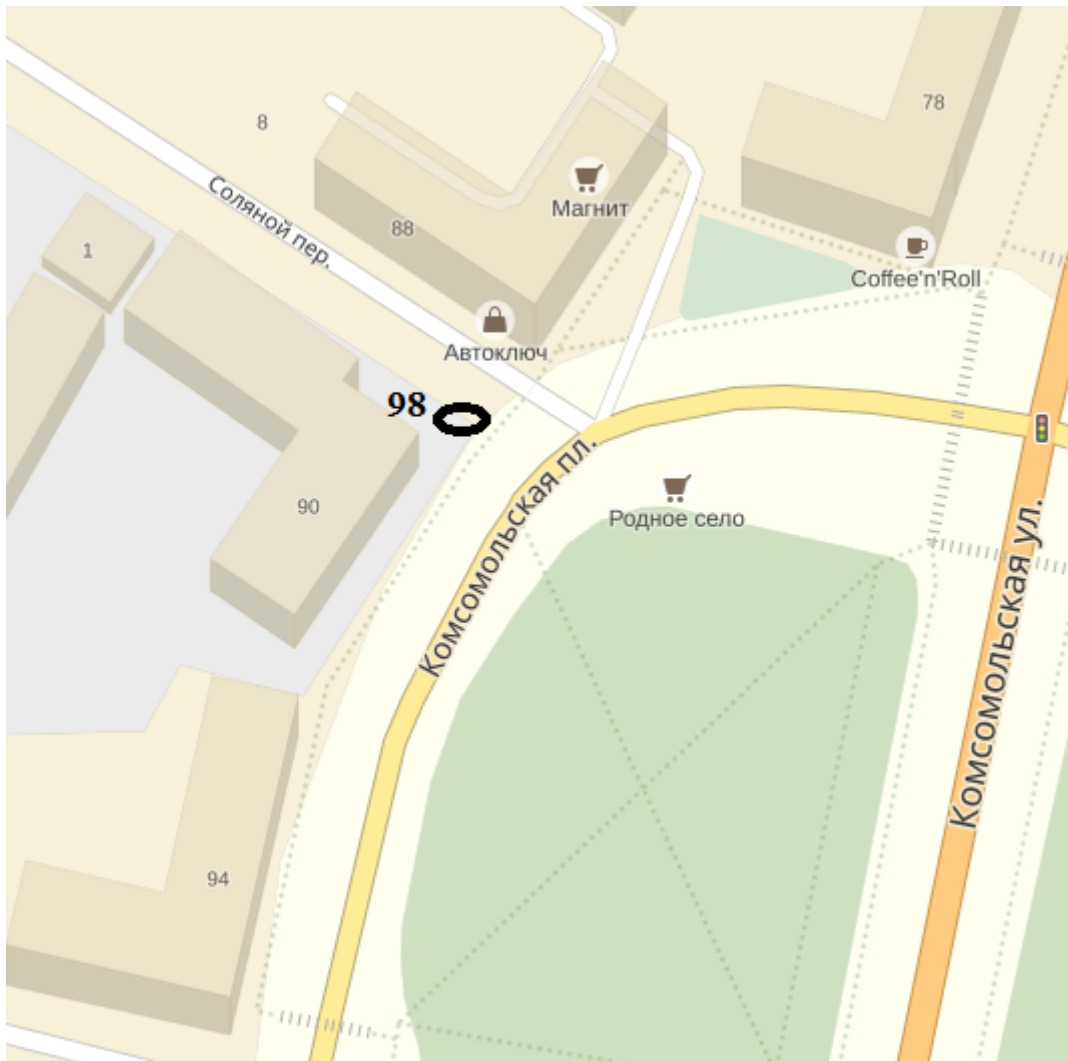 78
8
Соляной пер.
Магнит
88
1
Coffee'n'Roll
Автоключ
98
Комсомольская пл.
Родное село
90
Комсомольская ул.
94